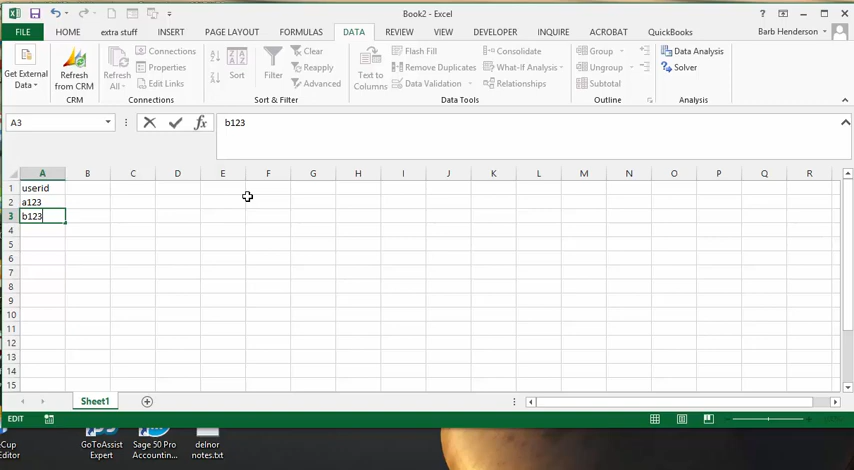 Book2 - Excel
?
FILE HOME extra stuff INSERT PAGE LAYOUT FORMULAS DATA REVIEW VIEW DEVELOPER INQUIRE ACROBAT QuickBooks Barb Henderson
Get External Data
Refresh from CRM
CRM
Refresh All
Connections
Properties
Edit Links
Connections
Sort
Filter
Clear
Reapply
Advanced
Sort & Filter
Text to Columns
Flash Fill
Remove Duplicates
Data Validation
Consolidate
What-If Analysis
Relationships
Data Tools
Group
Ungroup
Subtotal
Outline
Data Analysis
Solver
Analysis
A3 fx b123
A B C D E F G H I J K L M N O P Q R
1 userid
2 a123
3 b123
4
5
6
7
8
9
10
11
12
13
14
15
Sheet1
EDIT
GoToAssist Expert
Sage 50 Pro Accountin...
delnor notes.txt